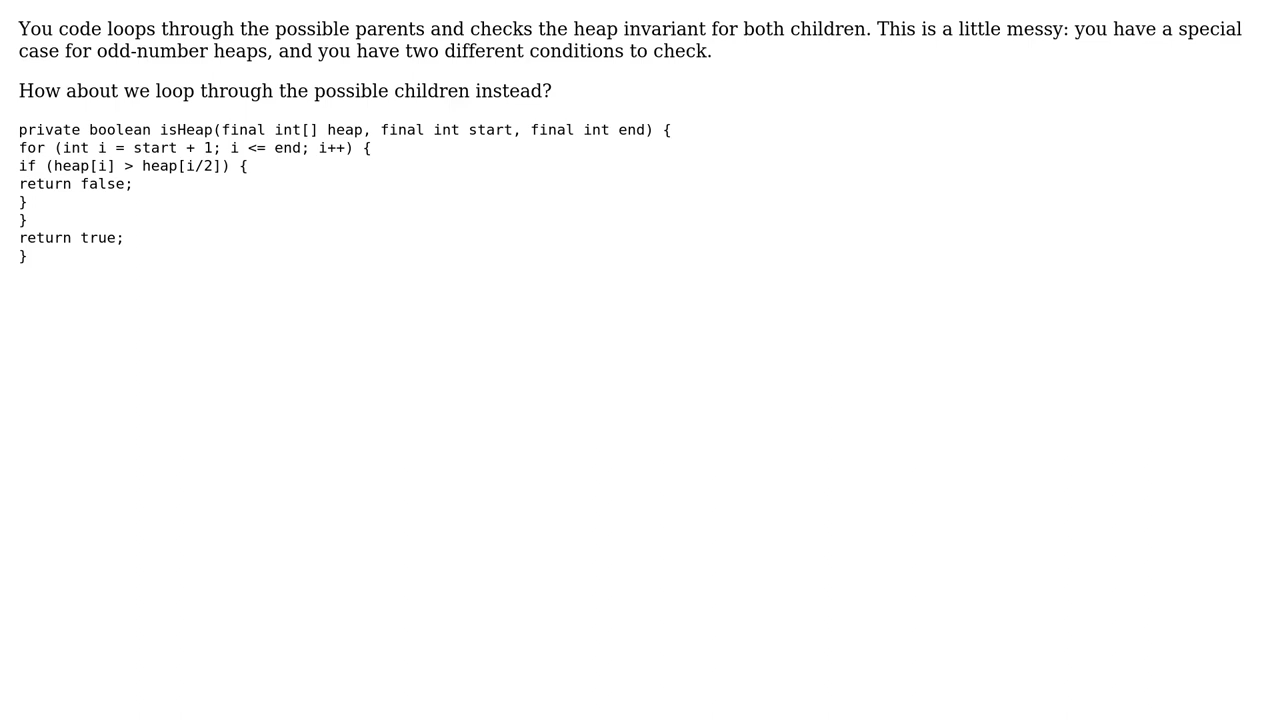 You code loops through the possible parents and checks the heap invariant for both children. This is a little messy: you have a special
case for odd-number heaps, and you have two different conditions to check.
How about we loop through the possible children instead?
private boolean isHeap(final int[] heap, final int start, final int end) {
for (int i = start + 1; i <= end; i++) {
if (heap[i] > heap[i/2]) {
return false;
}
}
return true;
}